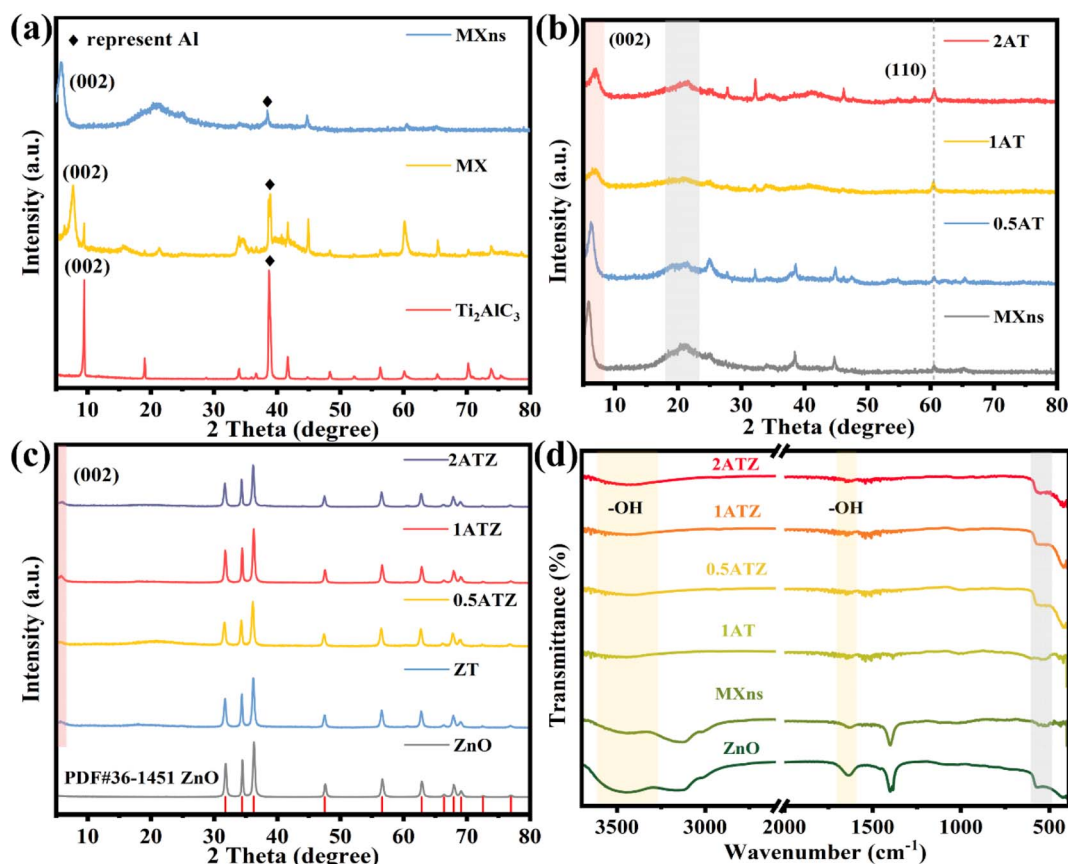 (a)
◆ represent Al
MXns
(002)
◆
MX
(002)
◆
(002)
◆
Ti₂AlC₃
Intensity (a.u.)
10 20 30 40 50 60 70 80
2 Theta (degree)
(b)
(002)
2AT
(110)
1AT
0.5AT
MXns
Intensity (a.u.)
10 20 30 40 50 60 70 80
2 Theta (degree)
(c)
(002)
2ATZ
1ATZ
0.5ATZ
ZT
ZnO
PDF#36-1451 ZnO
Intensity (a.u.)
10 20 30 40 50 60 70 80
2 Theta (degree)
(d)
2ATZ
-OH
-OH
1ATZ
0.5ATZ
1AT
MXns
ZnO
Transmittance (%)
3500 3000 2000 1500 1000 500
Wavenumber (cm⁻¹)